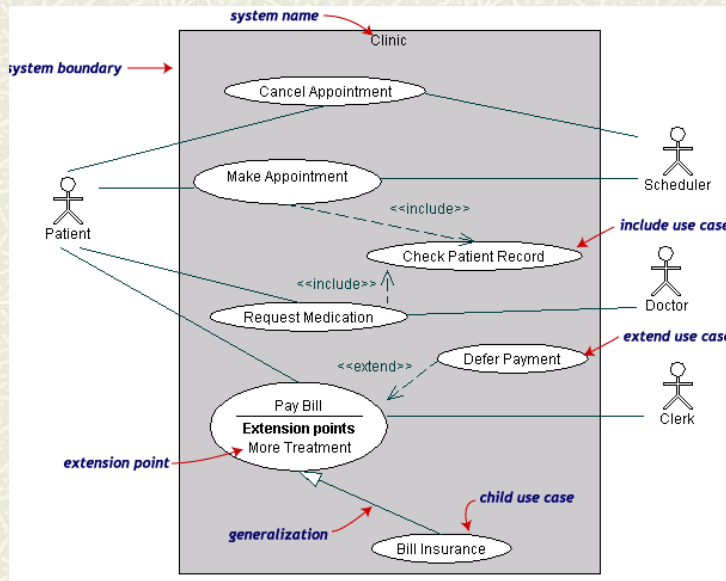 system name
Clinic
system boundary
Cancel Appointment
Make Appointment
Scheduler
<<include>>
Patient
include use case
Check Patient Record
<<include>>
Request Medication
Doctor
extend use case
<<extend>>
Defer Payment
Pay Bill
Extension points
More Treatment
Clerk
extension point
child use case
generalization
Bill Insurance